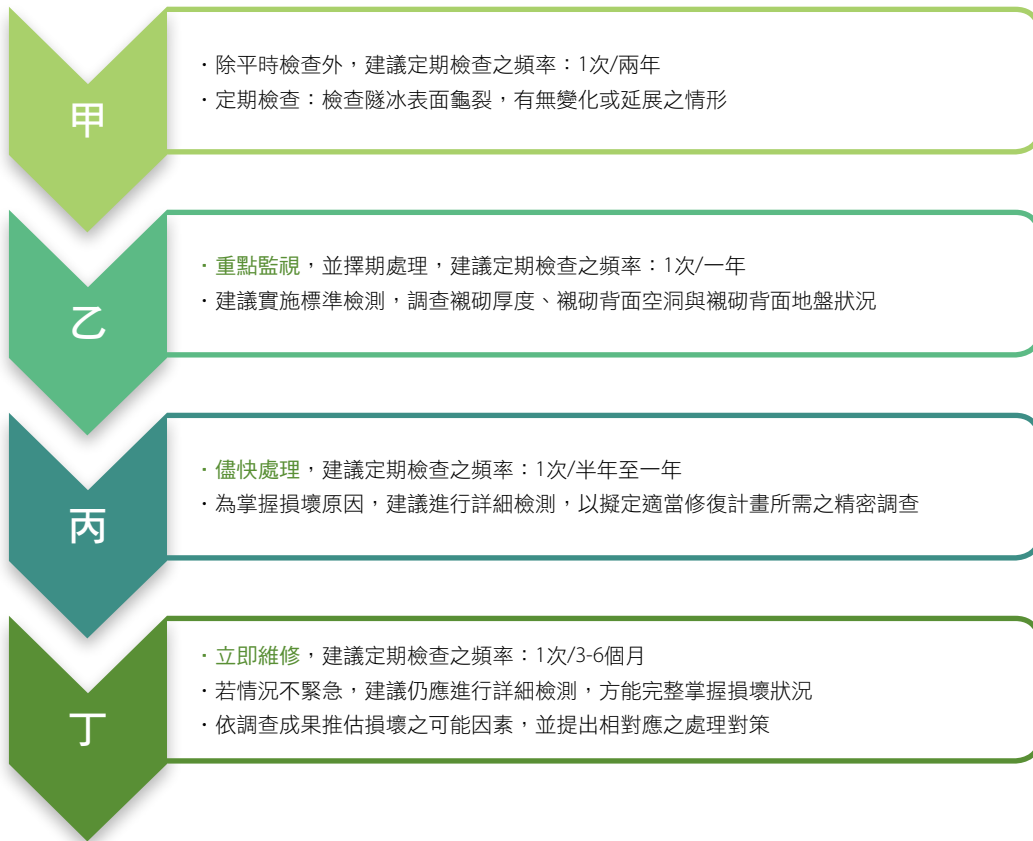 甲
・除平時檢查外，建議定期檢查之頻率：1次/兩年
・定期檢查：檢查隧冰表面龜裂，有無變化或延展之情形
乙
・重點監視，並擇期處理，建議定期檢查之頻率：1次/一年
・建議實施標準檢測，調查襯砌厚度、襯砌背面空洞與襯砌背面地盤狀況
丙
・儘快處理，建議定期檢查之頻率：1次/半年至一年
・為掌握損壞原因，建議進行詳細檢測，以擬定適當修復計畫所需之精密調查
丁
・立即維修，建議定期檢查之頻率：1次/3-6個月
・若情況不緊急，建議仍應進行詳細檢測，方能完整掌握損壞狀況
・依調查成果推估損壞之可能因素，並提出相對應之處理對策